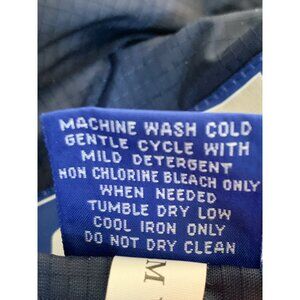 MACHINE WASH COLD
GENTLE CYCLE WITH
MILD DETERGENT
NON CHLORINE BLEACH ONLY
WHEN NEEDED
TUMBLE DRY LOW
COOL IRON ONLY
DO NOT DRY CLEAN
M